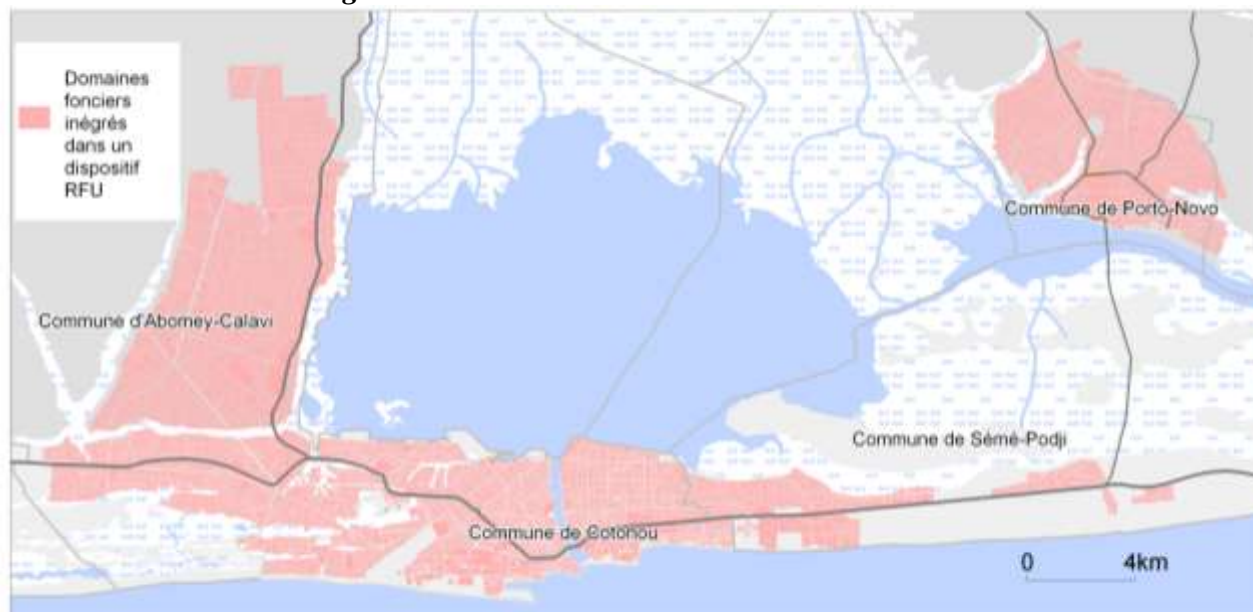 Domaines
fonciers
inégrés
dans un
dispositif
RFU
Commune de Porto-Novo
Commune d'Abomey-Calavi
Commune de Sèmè-Podji
Commune de Cotonou
0 4km